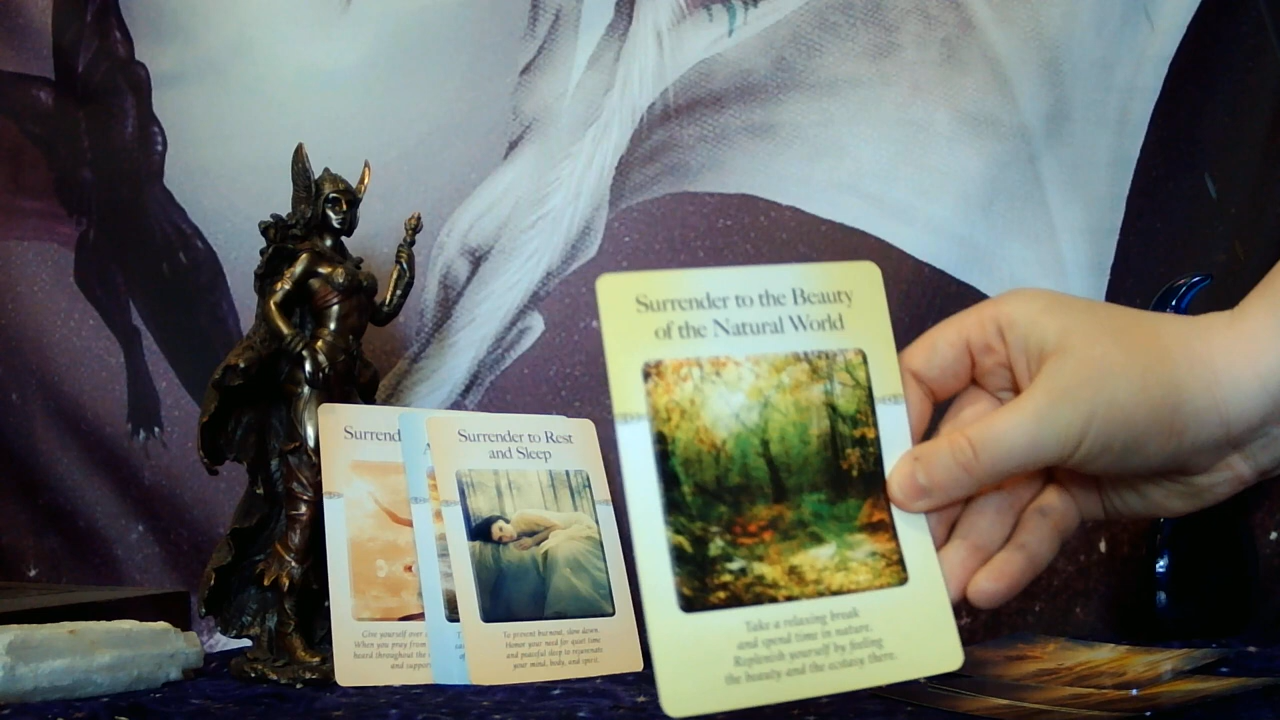 Surrender to the Beauty
of the Natural World
Take a relaxing break
and spend time in nature.
Replenish yourself by feeling
the beauty and the ecstasy there.
Surrender to Rest
and Sleep
To prevent burnout, slow down.
Honor your need for quiet time
and peaceful sleep to rejuvenate
your mind, body, and spirit.
Surrend
Give yourself over
When you pray from
heard throughout the
and suppor